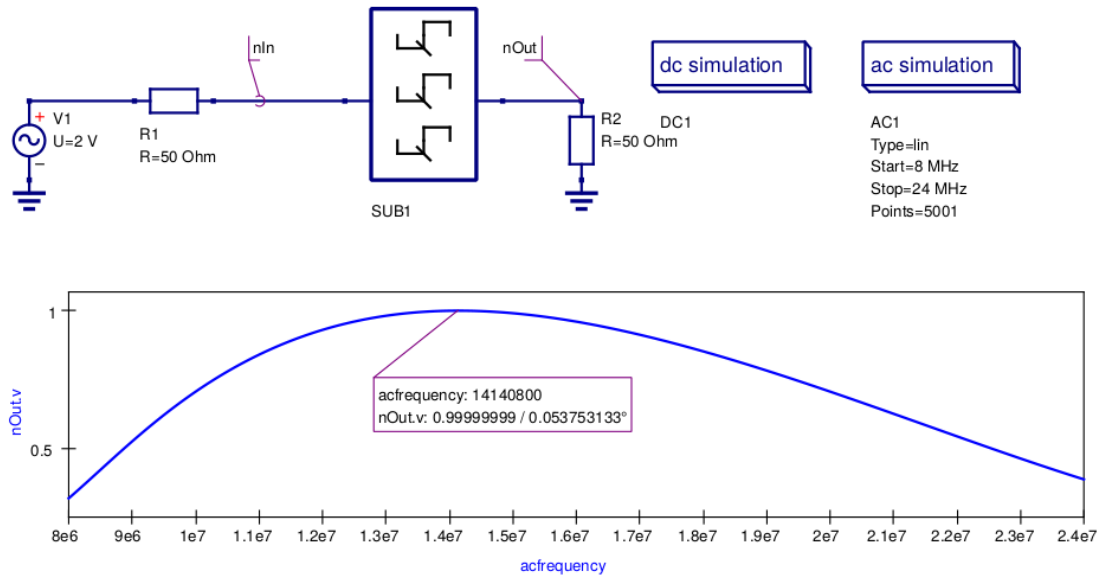 nIn
nOut
dc simulation
ac simulation
+
V1
U=2 V
−
R1
R=50 Ohm
SUB1
R2
R=50 Ohm
DC1
AC1
Type=lin
Start=8 MHz
Stop=24 MHz
Points=5001
1
0.5
nOut.v
acfrequency: 14140800
nOut.v: 0.99999999 / 0.053753133°
8e6 9e6 1e7 1.1e7 1.2e7 1.3e7 1.4e7 1.5e7 1.6e7 1.7e7 1.8e7 1.9e7 2e7 2.1e7 2.2e7 2.3e7 2.4e7
acfrequency